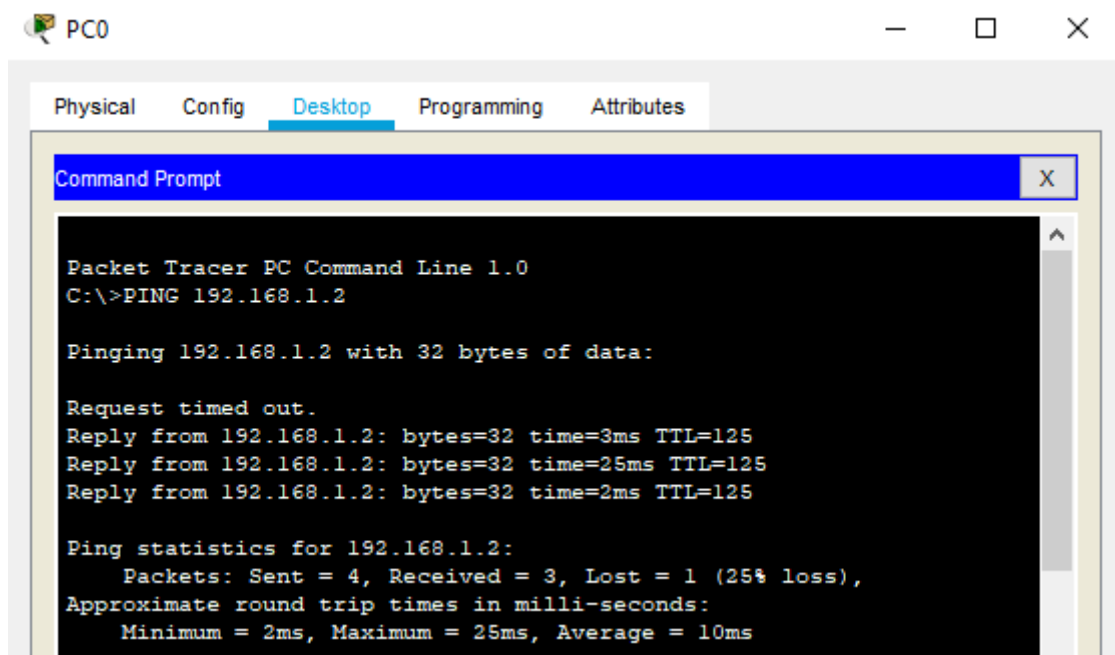 PC0
Physical Config Desktop Programming Attributes
Command Prompt X
Packet Tracer PC Command Line 1.0
C:\>PING 192.168.1.2
Pinging 192.168.1.2 with 32 bytes of data:
Request timed out.
Reply from 192.168.1.2: bytes=32 time=3ms TTL=125
Reply from 192.168.1.2: bytes=32 time=25ms TTL=125
Reply from 192.168.1.2: bytes=32 time=2ms TTL=125
Ping statistics for 192.168.1.2:
Packets: Sent = 4, Received = 3, Lost = 1 (25% loss),
Approximate round trip times in milli-seconds:
Minimum = 2ms, Maximum = 25ms, Average = 10ms